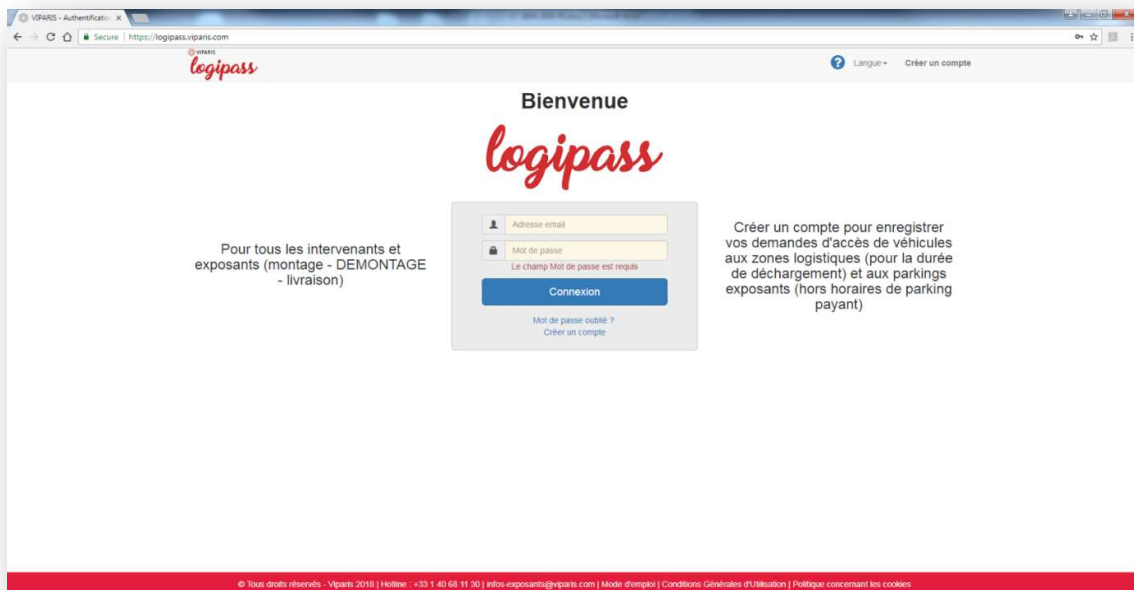 VIPARIS - Authentificatio
Secure | https://logipass.viparis.com
VIPARIS
logipass
Langue
Créer un compte
Bienvenue
logipass
Pour tous les intervenants et
exposants (montage - DEMONTAGE
- livraison)
Adresse email
Mot de passe
Le champ Mot de passe est requis
Connexion
Mot de passe oublié ?
Créer un compte
Créer un compte pour enregistrer
vos demandes d'accès de véhicules
aux zones logistiques (pour la durée
de déchargement) et aux parkings
exposants (hors horaires de parking
payant)
© Tous droits réservés - Viparis 2018 | Hotline : +33 1 40 68 11 30 | infos-exposants@viparis.com | Mode d'emploi | Conditions Générales d'Utilisation | Politique concernant les cookies